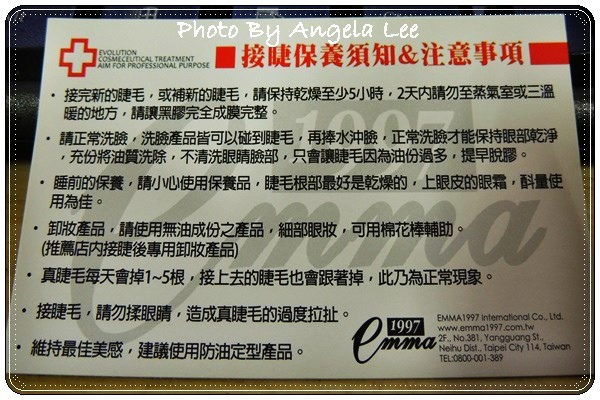 Photo By Angela Lee
EVOLUTION
COSMECEUTICAL TREATMENT
AIM FOR PROFESSIONAL PURPOSE
接睫保養須知&注意事項
・接完新的睫毛，或補新的睫毛，請保持乾燥至少5小時，2天內請勿至蒸氣室或三溫
暖的地方，請讓黑膠完全成膜完整。
・請正常洗臉，洗臉產品皆可以碰到睫毛，再捧水沖臉，正常洗臉才能保持眼部乾淨
，充份將油質洗除，不清洗眼睛臉部，只會讓睫毛因為油份過多，提早脫膠。
・睡前的保養，請小心使用保養品，睫毛根部最好是乾燥的，上眼皮的眼霜，斟量使
用為佳。
・卸妝產品，請使用無油成份之產品，細部眼妝，可用棉花棒輔助。
(推薦店內接睫後專用卸妝產品)
・真睫毛每天會掉1~5根，接上去的睫毛也會跟著掉，此乃為正常現象。
・接睫毛，請勿揉眼睛，造成真睫毛的過度拉扯。
・維持最佳美感，建議使用防油定型產品。
1997
emma
EMMA1997 International Co., Ltd.
www.emma1997.com.tw
2F., No.381, Yangguang St.,
Neihu Dist., Taipei City 114, Taiwan
TEL:0800-001-389
1997
emma